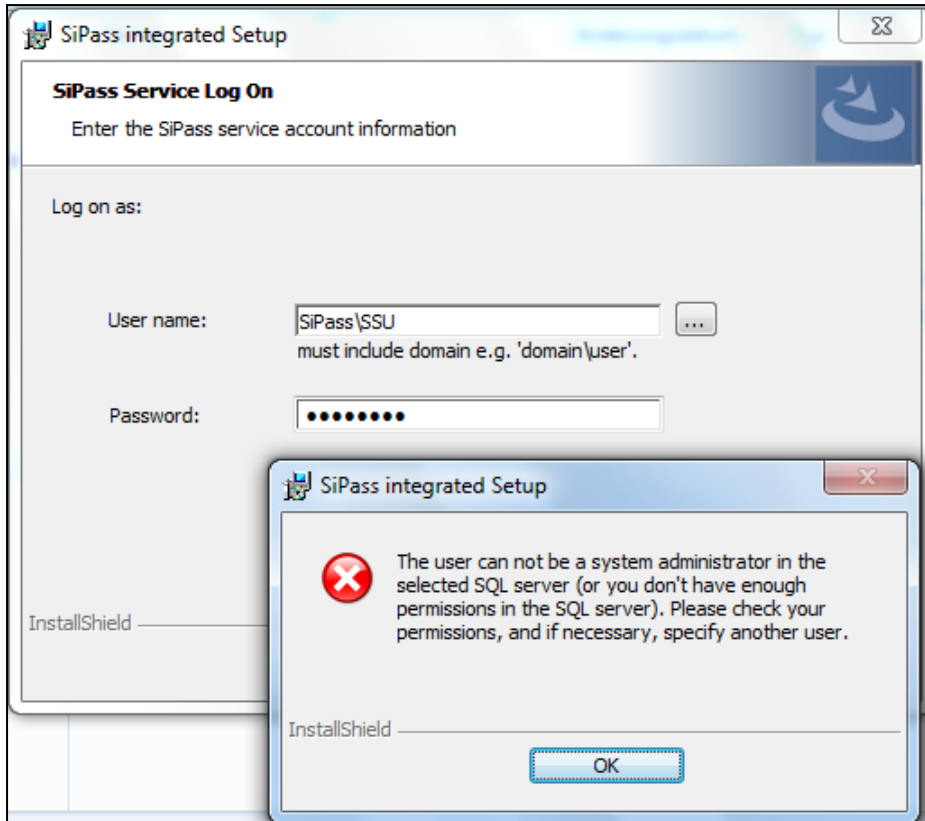 SiPass integrated Setup
SiPass Service Log On
Enter the SiPass service account information
Log on as:
User name:
SiPass\SSU
...
must include domain e.g. 'domain\user'.
Password:
●●●●●●●●
InstallShield
SiPass integrated Setup
The user can not be a system administrator in the
selected SQL server (or you don't have enough
permissions in the SQL server). Please check your
permissions, and if necessary, specify another user.
InstallShield
OK